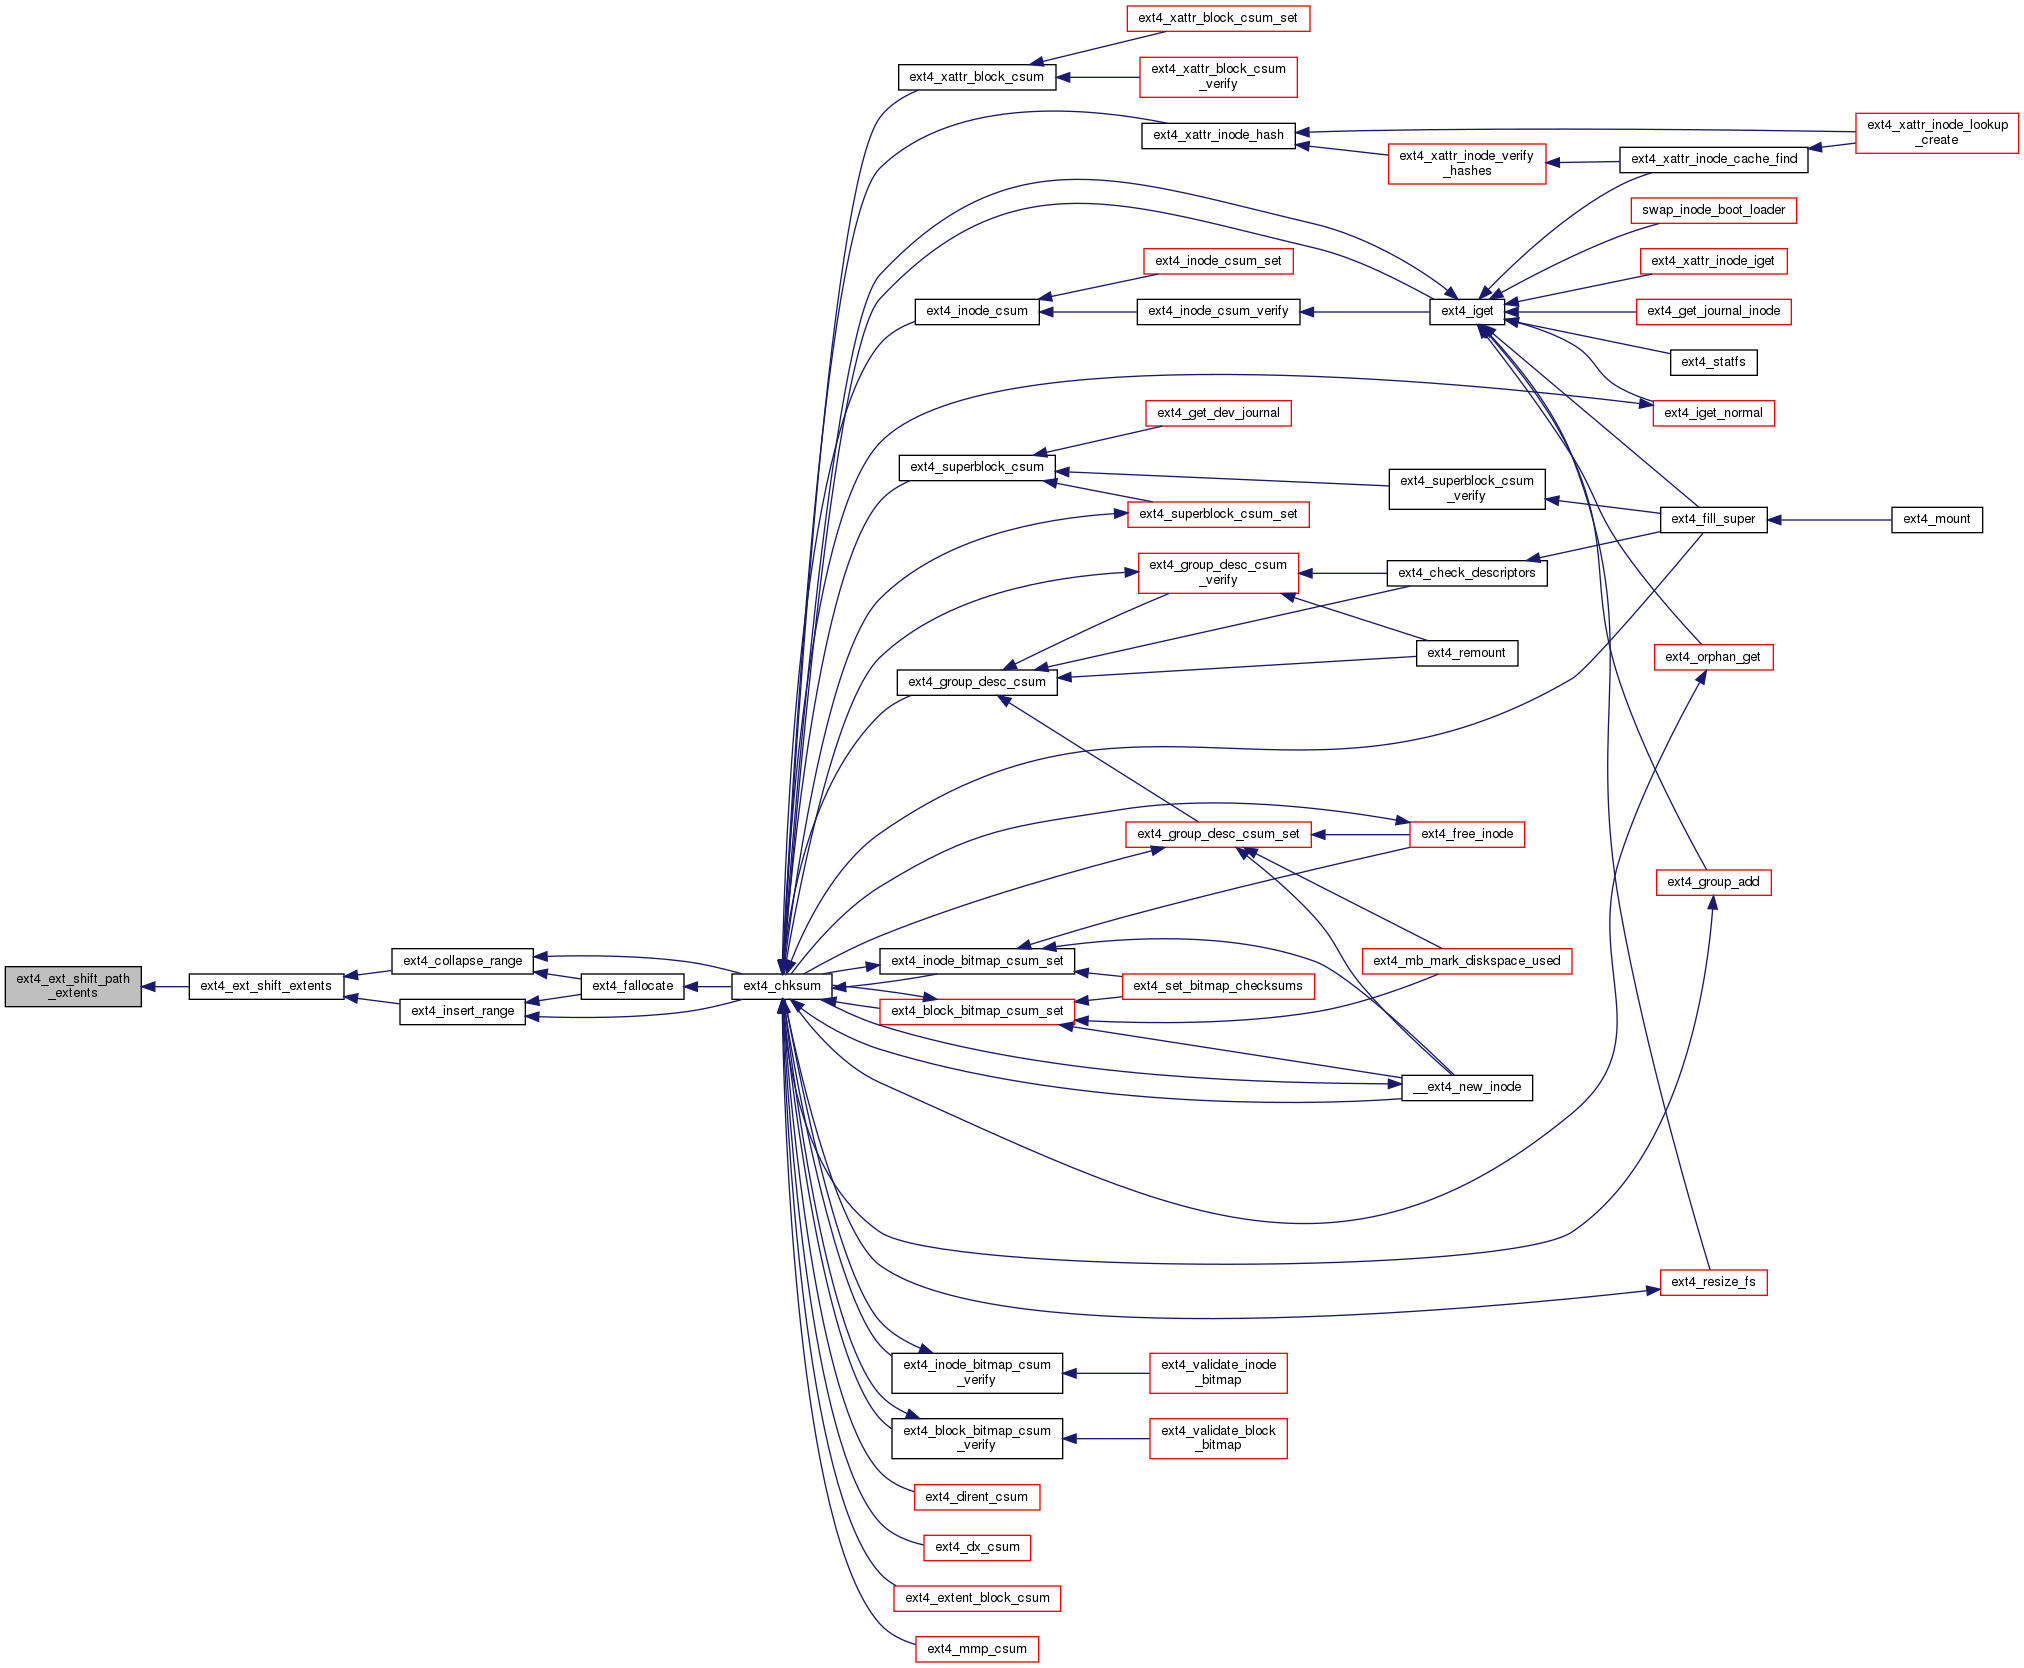 ext4_xattr_block_csum_set
ext4_xattr_block_csum
ext4_xattr_block_csum
_verify
ext4_xattr_inode_hash
ext4_xattr_inode_lookup
_create
ext4_xattr_inode_verify
_hashes
ext4_xattr_inode_cache_find
swap_inode_boot_loader
ext4_inode_csum_set
ext4_xattr_inode_iget
ext4_inode_csum
ext4_inode_csum_verify
ext4_iget
ext4_get_journal_inode
ext4_statfs
ext4_get_dev_journal
ext4_iget_normal
ext4_superblock_csum
ext4_superblock_csum
_verify
ext4_superblock_csum_set
ext4_fill_super
ext4_mount
ext4_group_desc_csum
_verify
ext4_check_descriptors
ext4_remount
ext4_orphan_get
ext4_group_desc_csum
ext4_group_desc_csum_set
ext4_free_inode
ext4_group_add
ext4_ext_shift_path
_extents
ext4_ext_shift_extents
ext4_collapse_range
ext4_insert_range
ext4_fallocate
ext4_chksum
ext4_inode_bitmap_csum_set
ext4_mb_mark_diskspace_used
ext4_set_bitmap_checksums
ext4_block_bitmap_csum_set
__ext4_new_inode
ext4_resize_fs
ext4_inode_bitmap_csum
_verify
ext4_validate_inode
_bitmap
ext4_block_bitmap_csum
_verify
ext4_validate_block
_bitmap
ext4_dirent_csum
ext4_dx_csum
ext4_extent_block_csum
ext4_mmp_csum